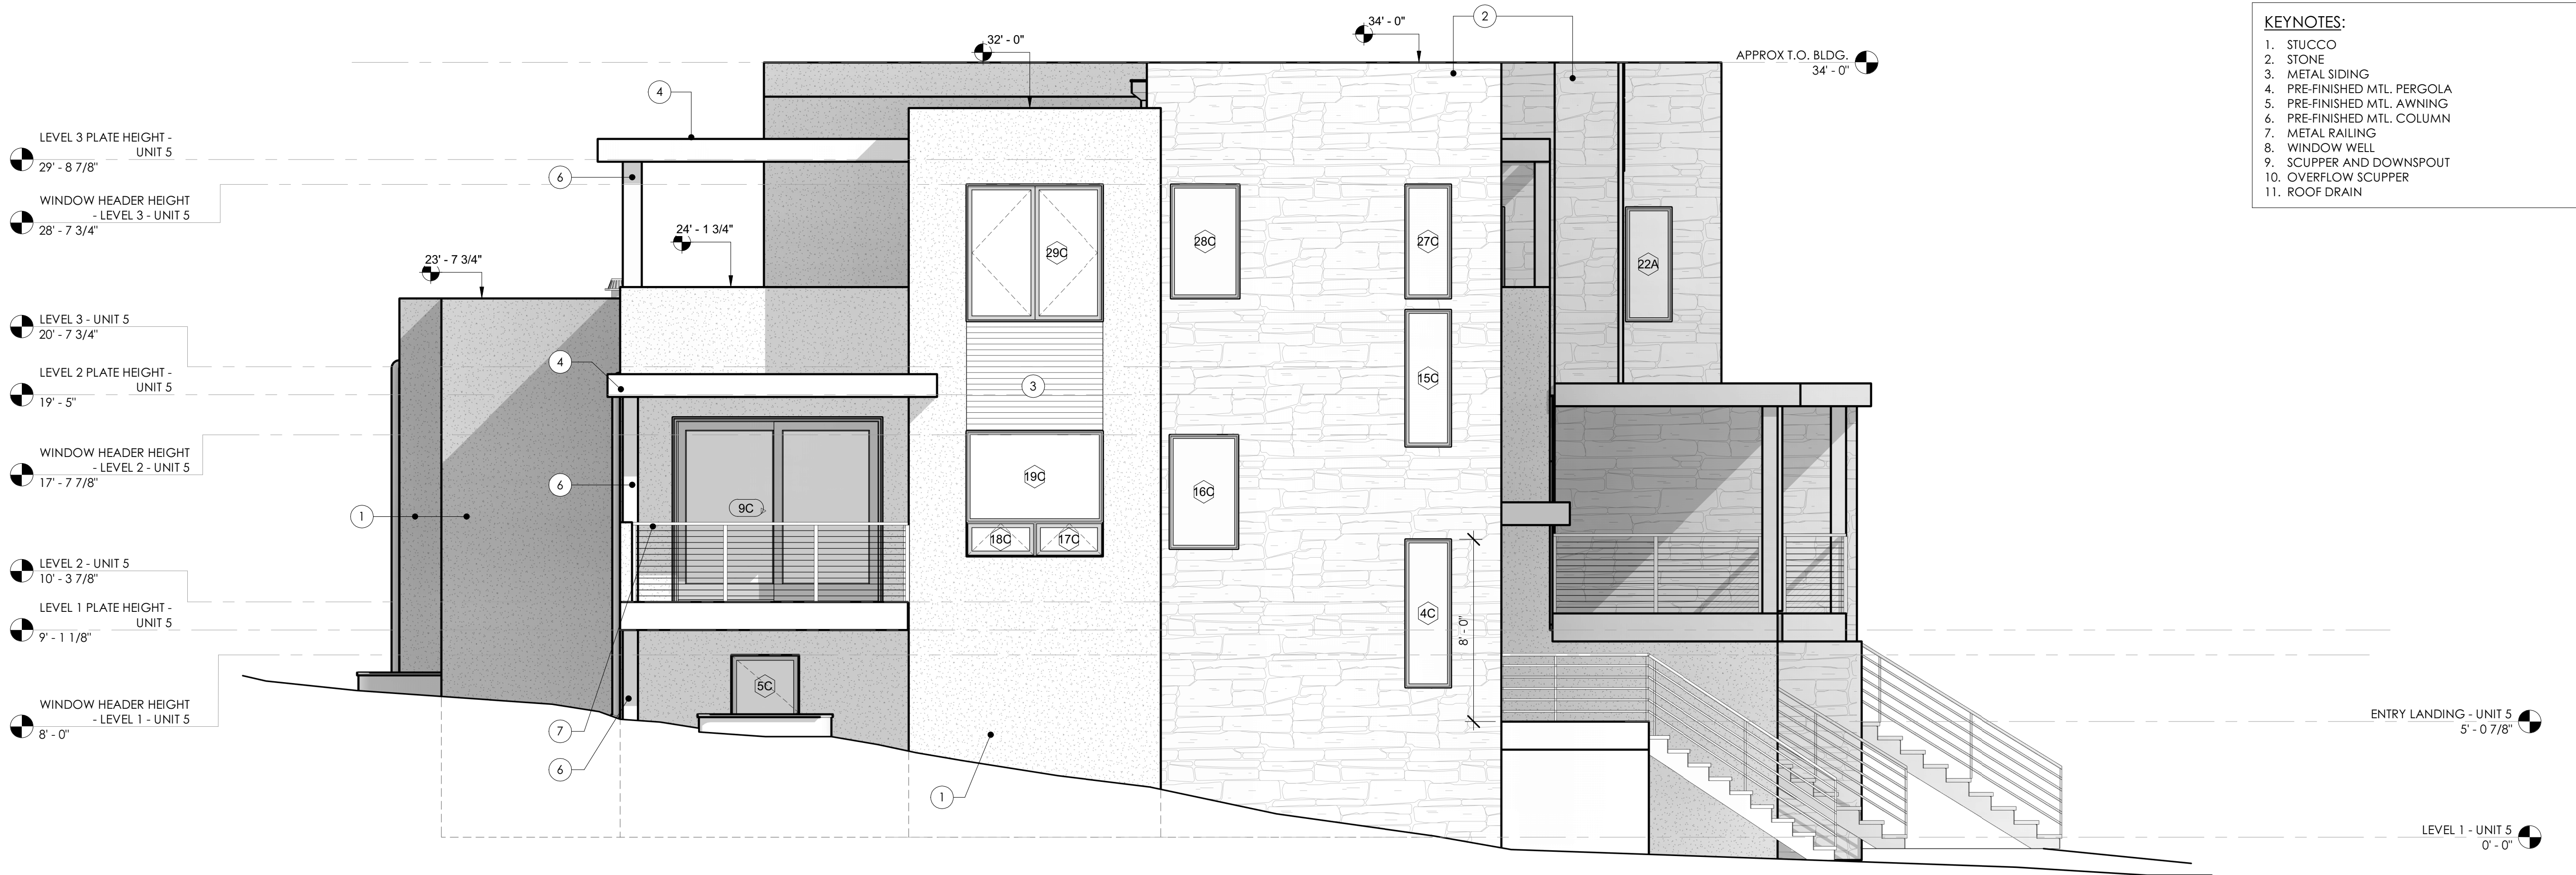 KEYNOTES:
1. STUCCO
2. STONE
3. METAL SIDING
4. PRE-FINISHED MTL. PERGOLA
5. PRE-FINISHED MTL. AWNING
6. PRE-FINISHED MTL. COLUMN
7. METAL RAILING
8. WINDOW WELL
9. SCUPPER AND DOWNSPOUT
10. OVERFLOW SCUPPER
11. ROOF DRAIN
2
34' - 0"
32' - 0"
APPROX T.O. BLDG.
34' - 0"
4
LEVEL 3 PLATE HEIGHT -
UNIT 5
29' - 8 7/8"
6
WINDOW HEADER HEIGHT
- LEVEL 3 - UNIT 5
28' - 7 3/4"
24' - 1 3/4"
23' - 7 3/4"
29C
28C
27C
22A
LEVEL 3 - UNIT 5
20' - 7 3/4"
4
3
15C
LEVEL 2 PLATE HEIGHT -
UNIT 5
19' - 5"
WINDOW HEADER HEIGHT
- LEVEL 2 - UNIT 5
17' - 7 7/8"
6
19C
16C
9C
1
18C
17C
LEVEL 2 - UNIT 5
10' - 3 7/8"
LEVEL 1 PLATE HEIGHT -
UNIT 5
9' - 1 1/8"
4C
8' - 0"
5C
WINDOW HEADER HEIGHT
- LEVEL 1 - UNIT 5
8' - 0"
7
6
1
ENTRY LANDING - UNIT 5
5' - 0 7/8"
LEVEL 1 - UNIT 5
0' - 0"